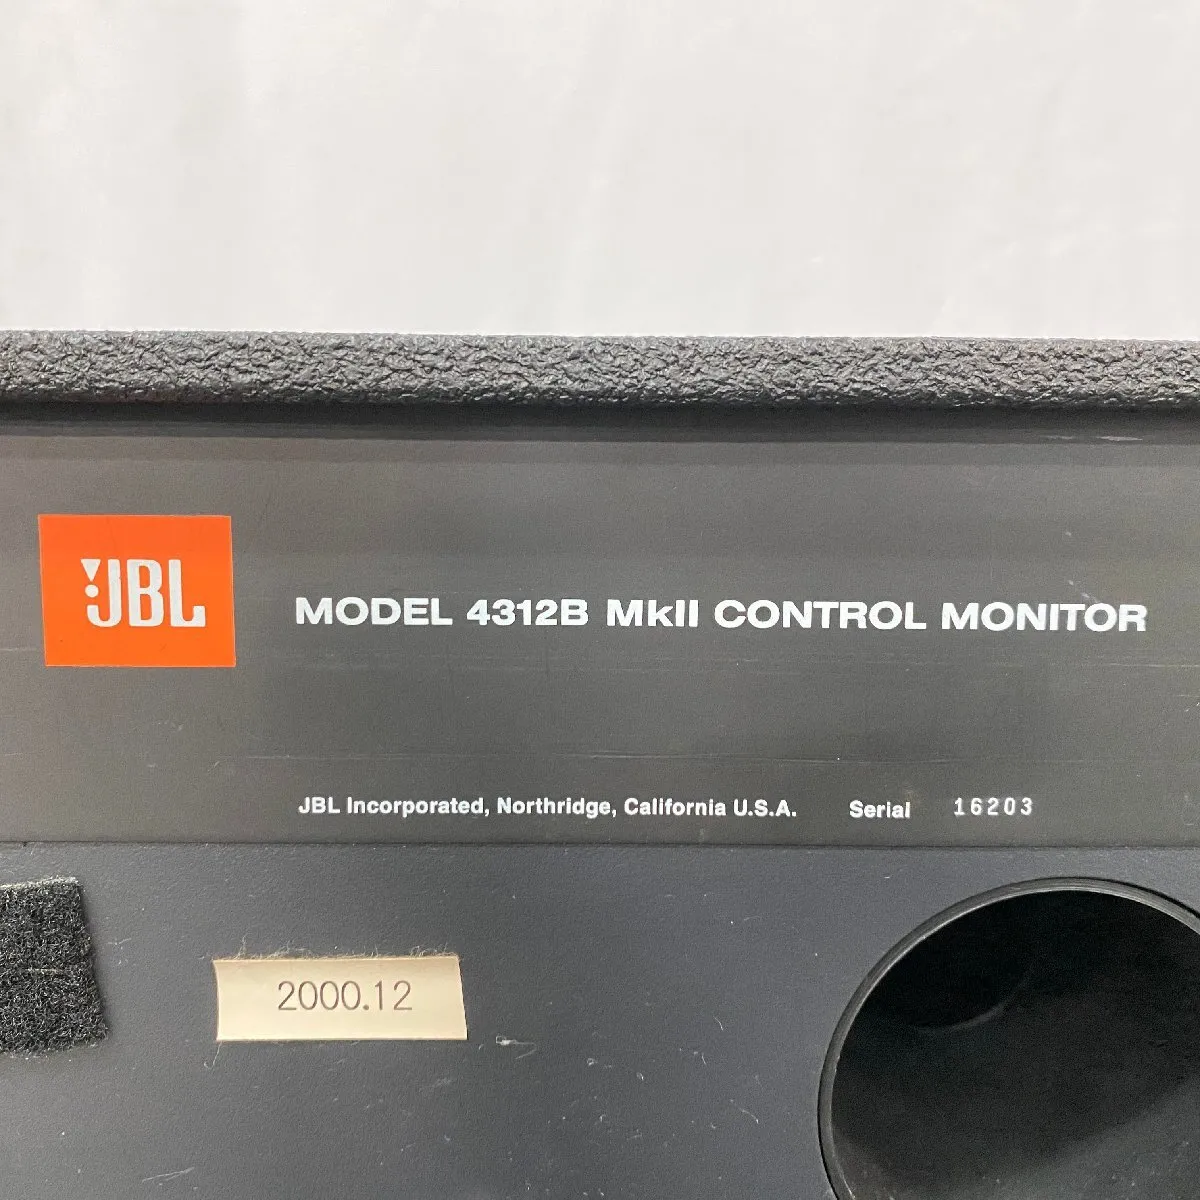 JBL
MODEL 4312B MkII CONTROL MONITOR
JBL Incorporated, Northridge, California U.S.A. Serial 16203
2000.12